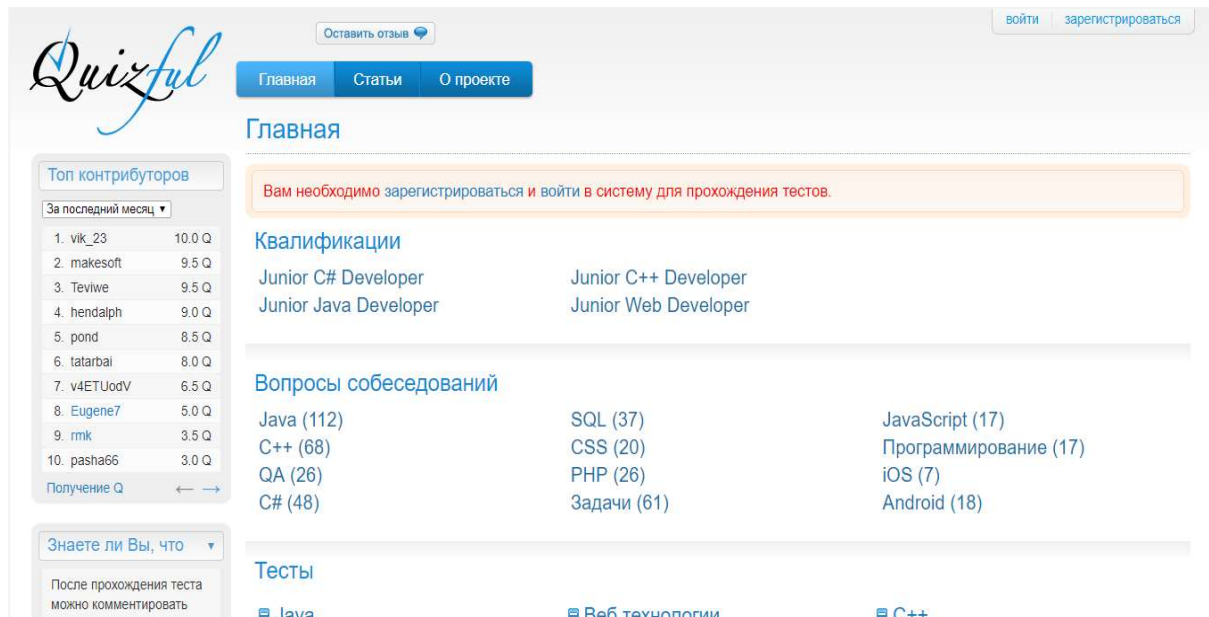 войти зарегистрироваться
Оставить отзыв
Quizful
Главная Статьи О проекте
Главная
Топ контрибуторов
За последний месяц
1. vik_23 10.0 Q
2. makesoft 9.5 Q
3. Teviwe 9.5 Q
4. hendalph 9.0 Q
5. pond 8.5 Q
6. tatarbai 8.0 Q
7. v4ETUodV 6.5 Q
8. Eugene7 5.0 Q
9. rmk 3.5 Q
10. pasha66 3.0 Q
Получение Q ← →
Знаете ли Вы, что
После прохождения теста
можно комментировать
Вам необходимо зарегистрироваться и войти в систему для прохождения тестов.
Квалификации
Junior C# Developer Junior C++ Developer
Junior Java Developer Junior Web Developer
Вопросы собеседований
Java (112) SQL (37) JavaScript (17)
C++ (68) CSS (20) Программирование (17)
QA (26) PHP (26) iOS (7)
C# (48) Задачи (61) Android (18)
Тесты
Java Веб технологии C++